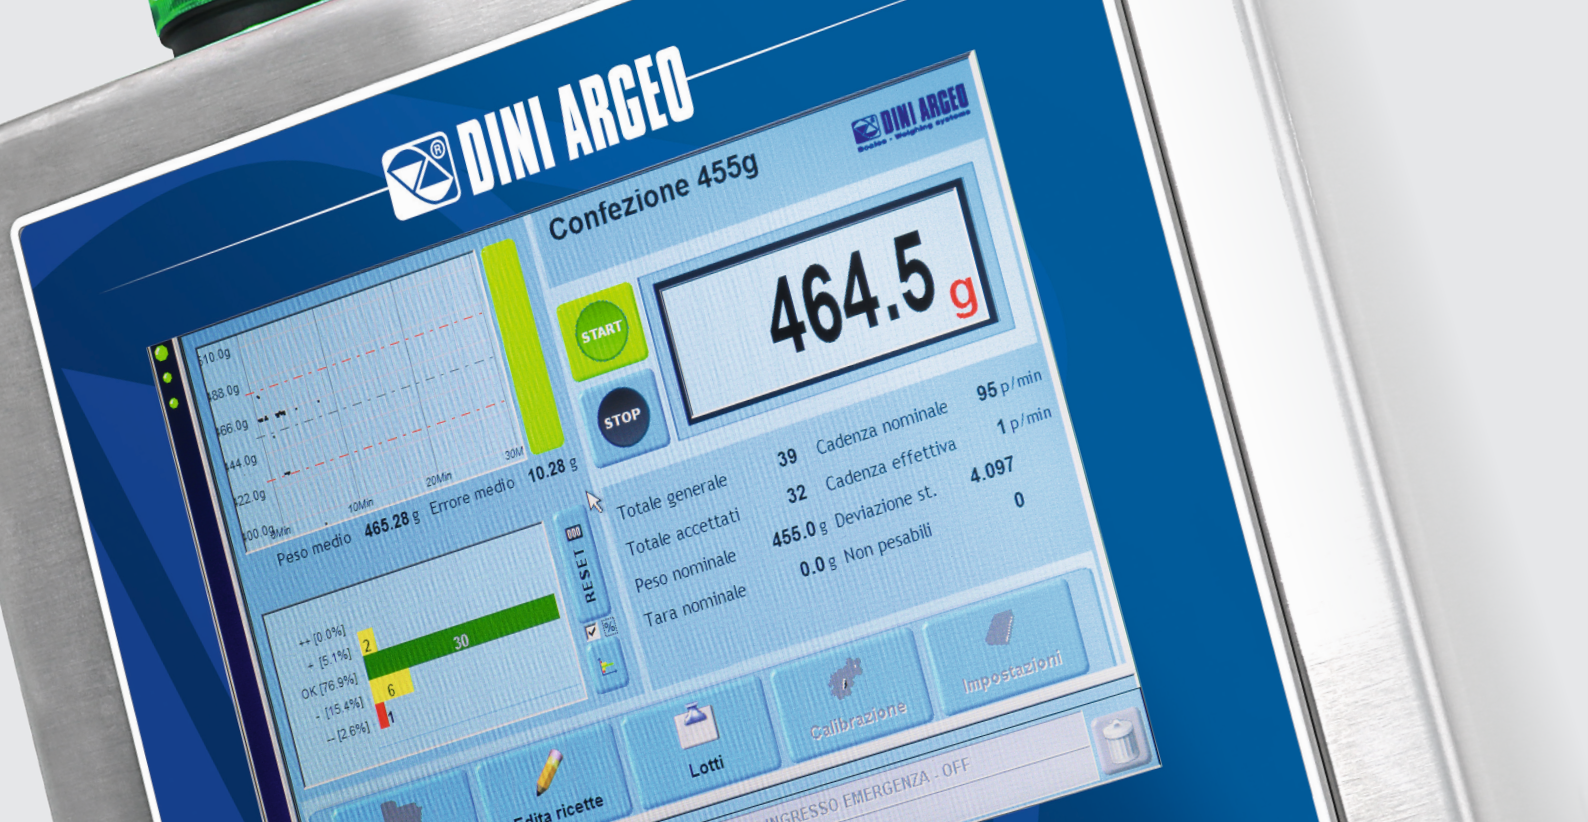 DINI ARGEO
®
DINI ARGEO
Scales - Weighing systems
Confezione 455g
464.5 g
START
STOP
510.0g
488.0g
466.0g
444.0g
422.0g
400.0g
0Min
10Min
20Min
30M
Peso medio 465.28 g Errore medio 10.28 g
Totale generale 39 Cadenza nominale 95 p/min
Totale accettati 32 Cadenza effettiva 1 p/min
Peso nominale 455.0 g Deviazione st. 4.097
Tara nominale 0.0 g Non pesabili 0
RESET
%
++ [0.0%]
+ [5.1%] 2
OK [76.9%] 30
- [15.4%] 6
-- [2.6%] 1
Edita ricette
Lotti
Calibrazione
Impostazioni
INGRESSO EMERGENZA - OFF